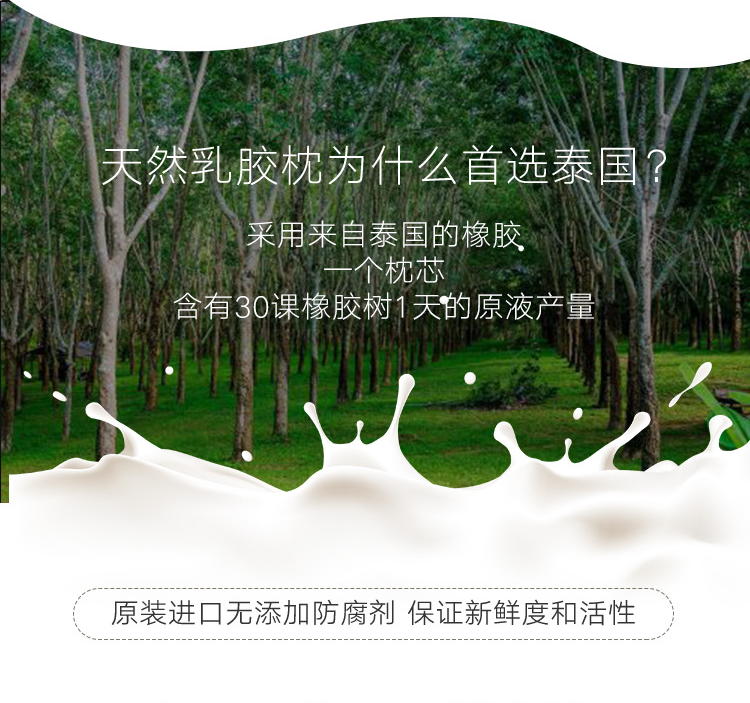 天然乳胶枕为什么首选泰国？
采用来自泰国的橡胶
一个枕芯
含有30课橡胶树1天的原液产量
原装进口无添加防腐剂 保证新鲜度和活性